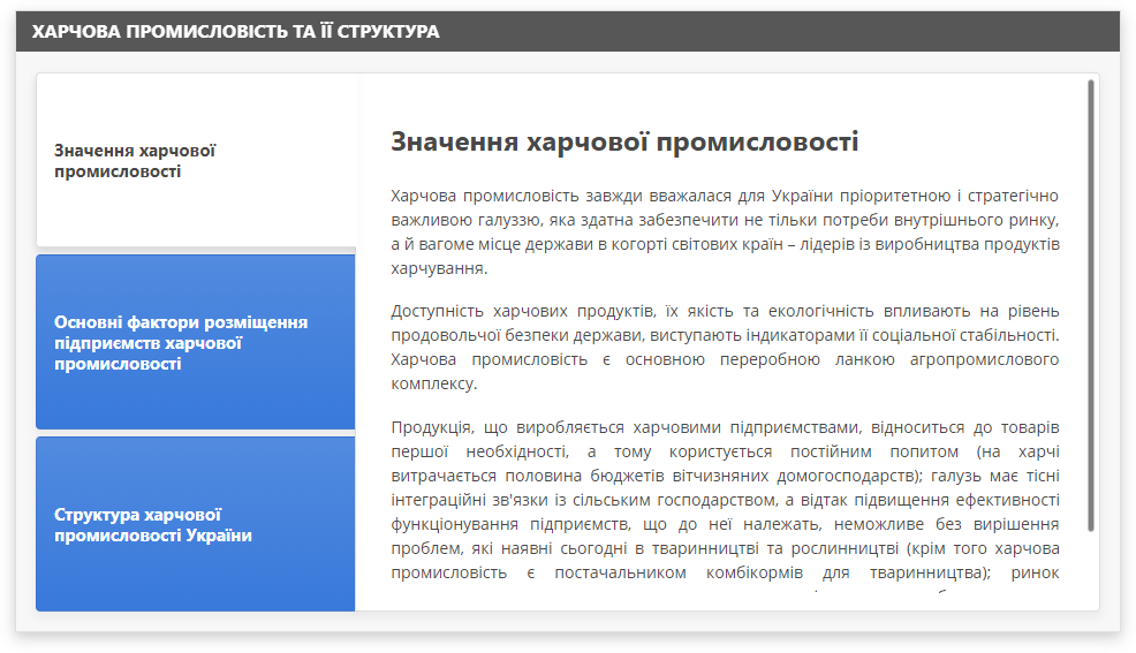 ХАРЧОВА ПРОМИСЛОВІСТЬ ТА ЇЇ СТРУКТУРА
Значення харчової
промисловості
Основні фактори розміщення
підприємств харчової
промисловості
Структура харчової
промисловості України
Значення харчової промисловості
Харчова промисловість завжди вважалася для України пріоритетною і стратегічно
важливою галуззю, яка здатна забезпечити не тільки потреби внутрішнього ринку,
а й вагоме місце держави в когорті світових країн – лідерів із виробництва продуктів
харчування.
Доступність харчових продуктів, їх якість та екологічність впливають на рівень
продовольчої безпеки держави, виступають індикаторами її соціальної стабільності.
Харчова промисловість є основною переробною ланкою агропромислового
комплексу.
Продукція, що виробляється харчовими підприємствами, відноситься до товарів
першої необхідності, а тому користується постійним попитом (на харчі
витрачається половина бюджетів вітчизняних домогосподарств); галузь має тісні
інтеграційні зв'язки із сільським господарством, а відтак підвищення ефективності
функціонування підприємств, що до неї належать, неможливе без вирішення
проблем, які наявні сьогодні в тваринництві та рослинництві (крім того харчова
промисловість є постачальником комбікормів для тваринництва); ринок